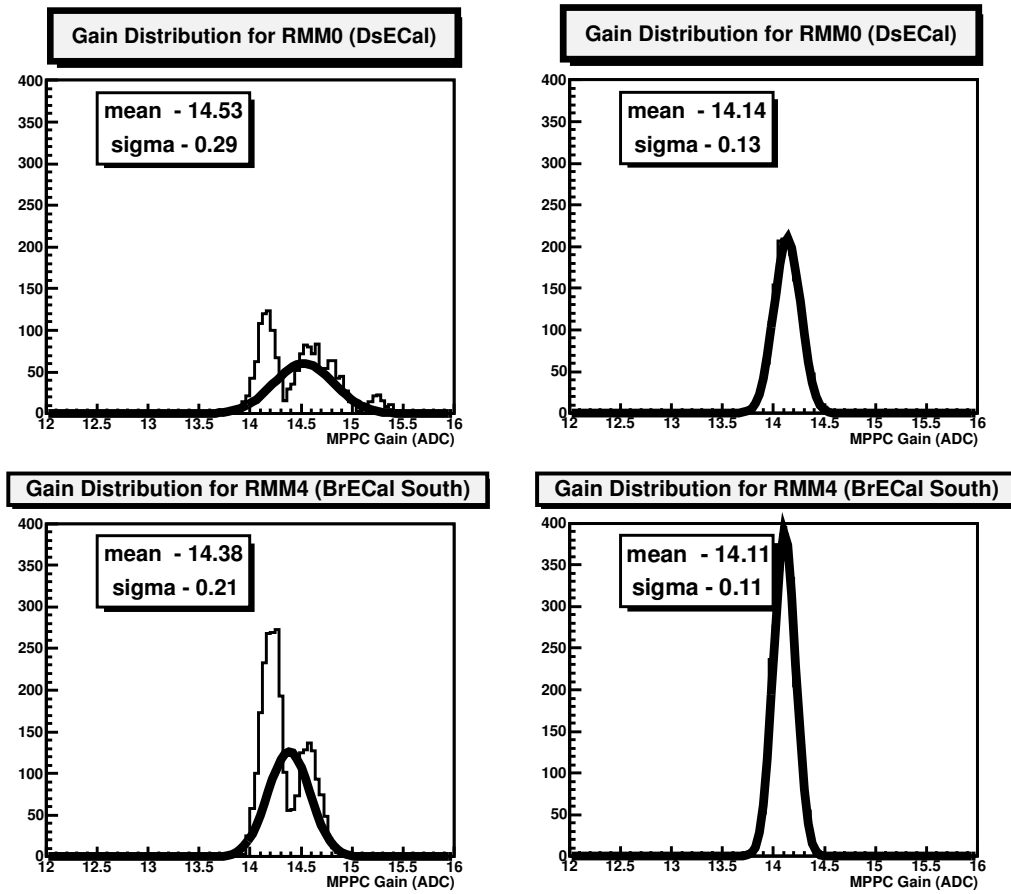 Gain Distribution for RMM0 (DsECal)
400
350
300
250
200
150
100
50
0
mean - 14.53
sigma - 0.29
12 12.5 13 13.5 14 14.5 15 15.5 16
MPPC Gain (ADC)
Gain Distribution for RMM0 (DsECal)
400
350
300
250
200
150
100
50
0
mean - 14.14
sigma - 0.13
12 12.5 13 13.5 14 14.5 15 15.5 16
MPPC Gain (ADC)
Gain Distribution for RMM4 (BrECal South)
400
350
300
250
200
150
100
50
0
mean - 14.38
sigma - 0.21
12 12.5 13 13.5 14 14.5 15 15.5 16
MPPC Gain (ADC)
Gain Distribution for RMM4 (BrECal South)
400
350
300
250
200
150
100
50
0
mean - 14.11
sigma - 0.11
12 12.5 13 13.5 14 14.5 15 15.5 16
MPPC Gain (ADC)